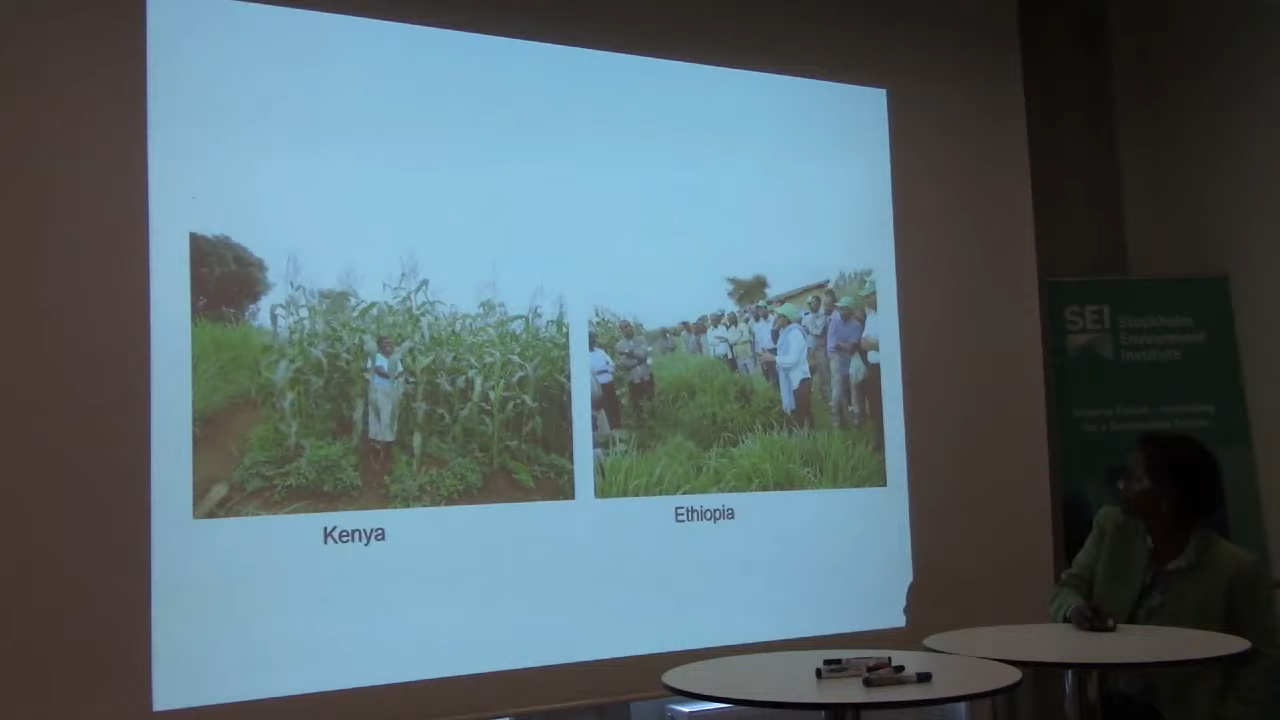 Kenya
Ethiopia
SEI
Stockholm
Environment
Institute